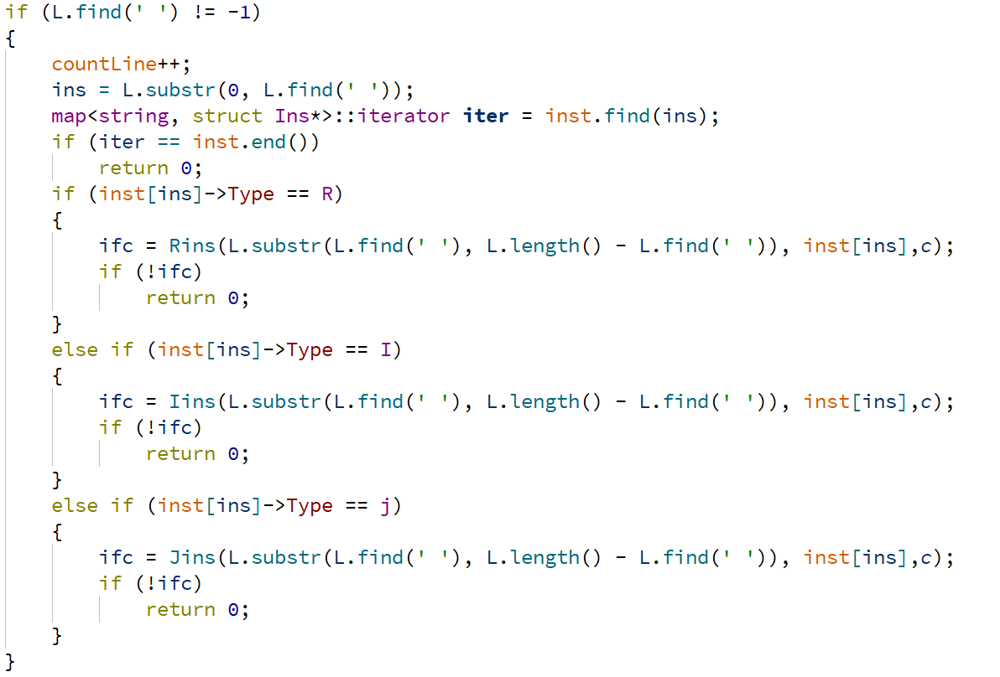 if (L.find(' ') != -1)
{
    countLine++;
    ins = L.substr(0, L.find(' '));
    map<string, struct Ins*>::iterator iter = inst.find(ins);
    if (iter == inst.end())
        return 0;
    if (inst[ins]->Type == R)
    {
        ifc = Rins(L.substr(L.find(' '), L.length() - L.find(' ')), inst[ins],c);
        if (!ifc)
            return 0;
    }
    else if (inst[ins]->Type == I)
    {
        ifc = Iins(L.substr(L.find(' '), L.length() - L.find(' ')), inst[ins],c);
        if (!ifc)
            return 0;
    }
    else if (inst[ins]->Type == j)
    {
        ifc = Jins(L.substr(L.find(' '), L.length() - L.find(' ')), inst[ins],c);
        if (!ifc)
            return 0;
    }
}